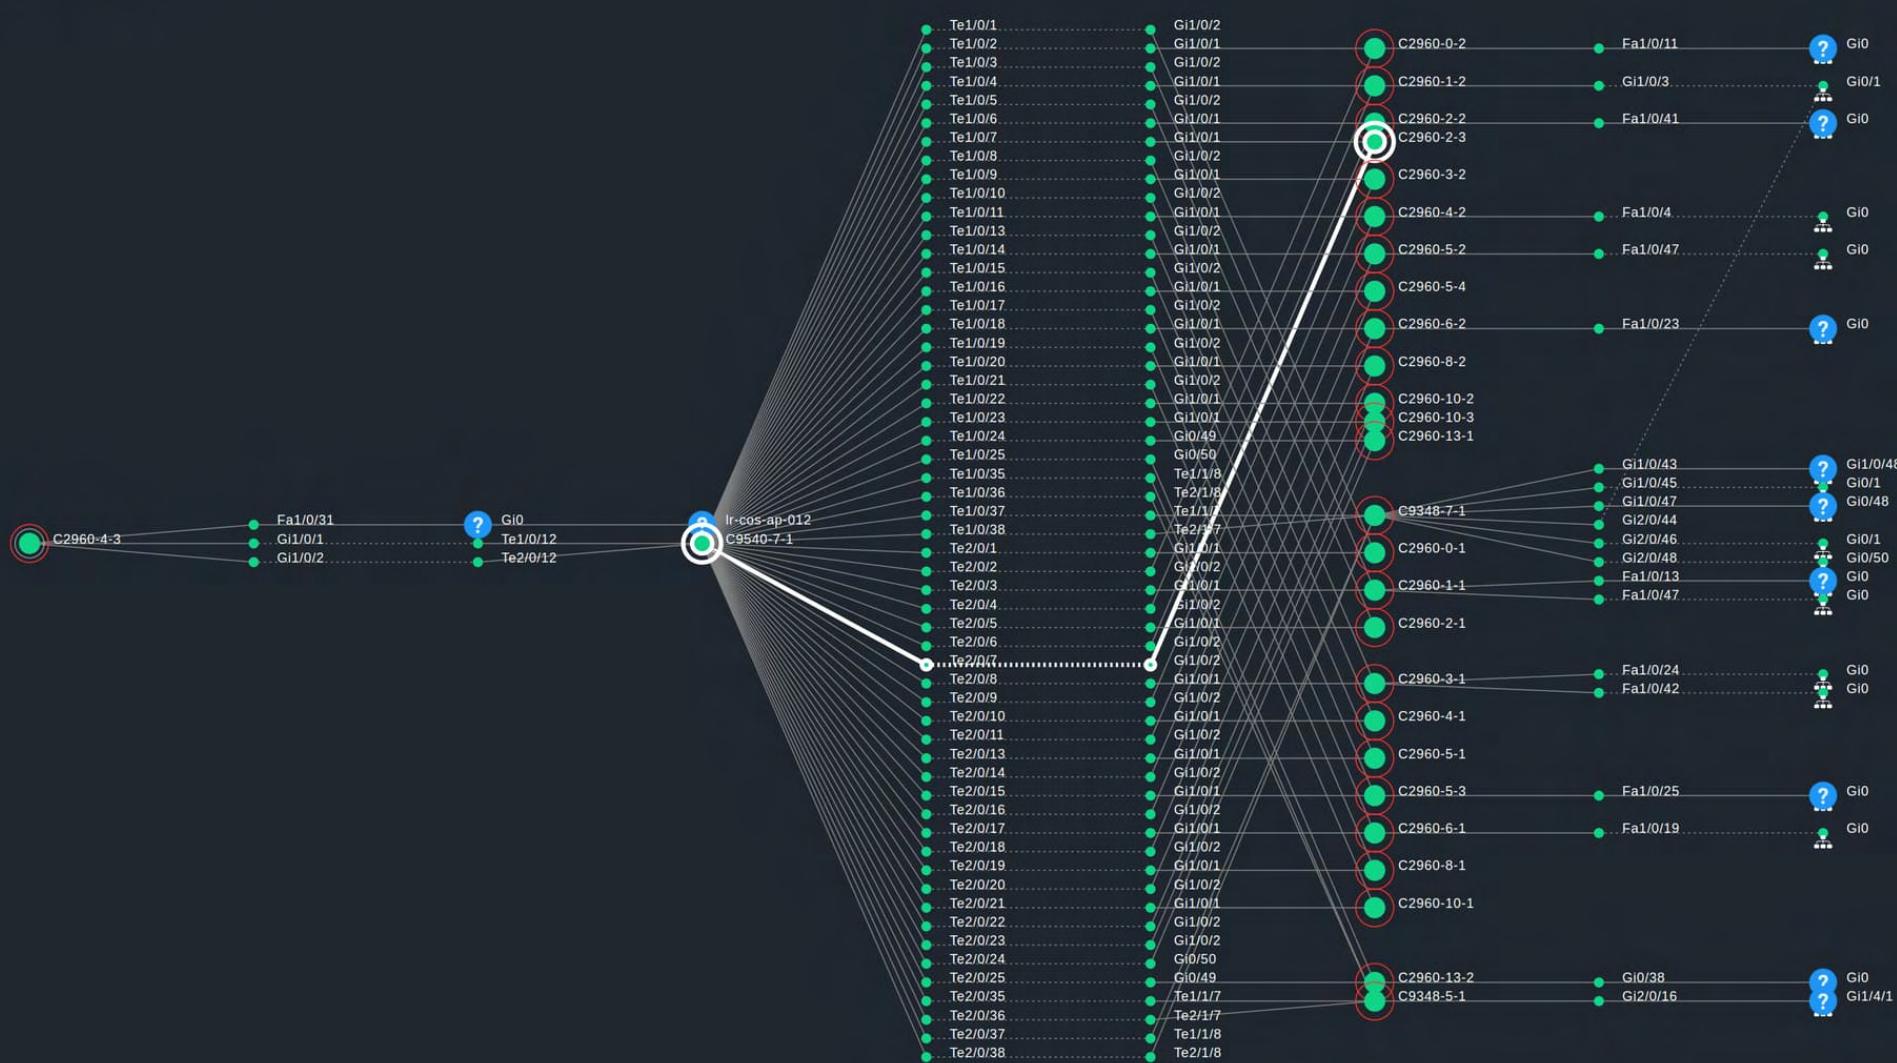 C2960-4-3
Fa1/0/31
Gi1/0/1
Gi1/0/2
Gi0
Te1/0/12
Te2/0/12
lr-cos-ap-012
C9540-7-1
Te1/0/1
Te1/0/2
Te1/0/3
Te1/0/4
Te1/0/5
Te1/0/6
Te1/0/7
Te1/0/8
Te1/0/9
Te1/0/10
Te1/0/11
Te1/0/13
Te1/0/14
Te1/0/15
Te1/0/16
Te1/0/17
Te1/0/18
Te1/0/19
Te1/0/20
Te1/0/21
Te1/0/22
Te1/0/23
Te1/0/24
Te1/0/25
Te1/0/35
Te1/0/36
Te1/0/37
Te1/0/38
Te2/0/1
Te2/0/2
Te2/0/3
Te2/0/4
Te2/0/5
Te2/0/6
Te2/0/7
Te2/0/8
Te2/0/9
Te2/0/10
Te2/0/11
Te2/0/13
Te2/0/14
Te2/0/15
Te2/0/16
Te2/0/17
Te2/0/18
Te2/0/19
Te2/0/20
Te2/0/21
Te2/0/22
Te2/0/23
Te2/0/24
Te2/0/25
Te2/0/35
Te2/0/36
Te2/0/37
Te2/0/38
Gi1/0/2
Gi1/0/1
Gi1/0/2
Gi1/0/1
Gi1/0/2
Gi1/0/1
Gi1/0/1
Gi1/0/2
Gi1/0/1
Gi1/0/2
Gi1/0/1
Gi1/0/2
Gi1/0/1
Gi1/0/2
Gi1/0/1
Gi1/0/2
Gi1/0/1
Gi1/0/2
Gi1/0/1
Gi1/0/2
Gi1/0/1
Gi1/0/1
Gi0/49
Gi0/50
Te1/1/8
Te2/1/8
Te2/1/7
Gi1/0/1
Gi1/0/2
Gi1/0/1
Gi1/0/2
Gi1/0/1
Gi1/0/2
Gi1/0/2
Gi1/0/1
Gi1/0/2
Gi1/0/1
Gi1/0/2
Gi1/0/1
Gi1/0/2
Gi1/0/1
Gi1/0/2
Gi1/0/1
Gi1/0/2
Gi1/0/1
Gi1/0/2
Gi1/0/1
Gi1/0/2
Gi1/0/2
Gi0/50
Gi0/49
Te1/1/7
Te2/1/7
Te1/1/8
Te2/1/8
C2960-0-2
C2960-1-2
C2960-2-2
C2960-2-3
C2960-3-2
C2960-4-2
C2960-5-2
C2960-5-4
C2960-6-2
C2960-8-2
C2960-10-2
C2960-10-3
C2960-13-1
C9348-7-1
C2960-0-1
C2960-1-1
C2960-2-1
C2960-3-1
C2960-4-1
C2960-5-1
C2960-5-3
C2960-6-1
C2960-8-1
C2960-10-1
C2960-13-2
C9348-5-1
Fa1/0/11
Gi1/0/3
Fa1/0/41
Fa1/0/4
Fa1/0/47
Fa1/0/23
Gi1/0/43
Gi1/0/45
Gi1/0/47
Gi2/0/44
Gi2/0/46
Gi2/0/48
Fa1/0/13
Fa1/0/47
Fa1/0/24
Fa1/0/42
Fa1/0/25
Fa1/0/19
Gi0/38
Gi2/0/16
Gi0
Gi0/1
Gi0
Gi0
Gi0
Gi0
Gi1/0/48
Gi0/1
Gi0/48
Gi0/1
Gi0/50
Gi0
Gi0
Gi0
Gi0
Gi0
Gi0
Gi0
Gi1/4/1